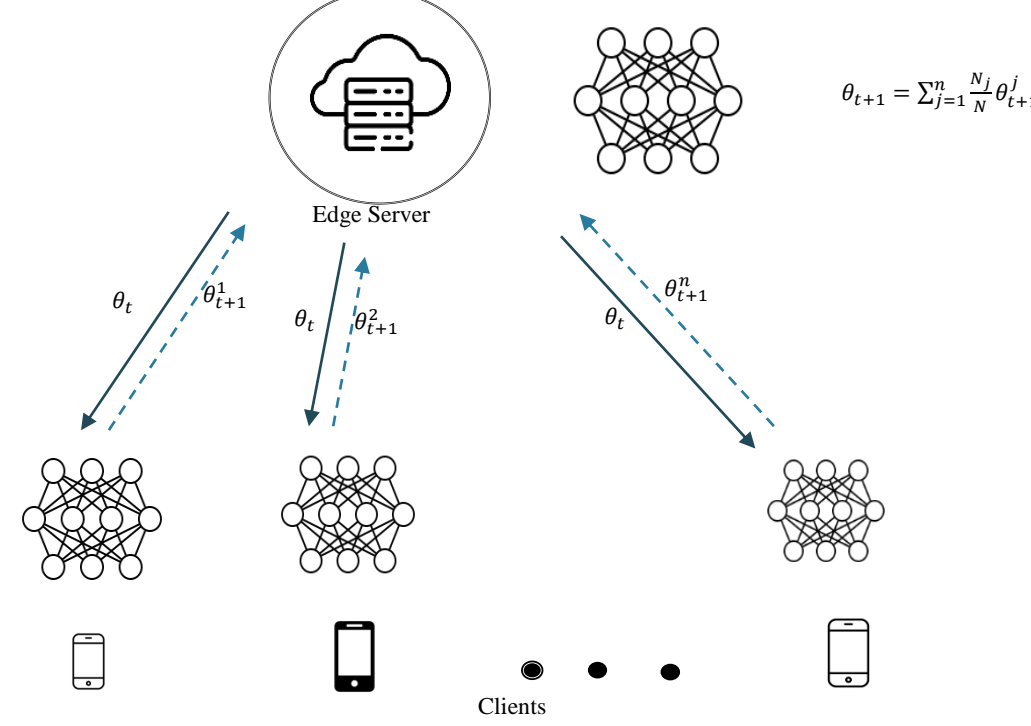 θ_{t+1} = ∑_{j=1}^{n} \frac{N_j}{N} θ_{t+1}^{j}
Edge Server
θ_t
θ_{t+1}^{1}
θ_t
θ_{t+1}^{2}
θ_t
θ_{t+1}^{n}
Clients